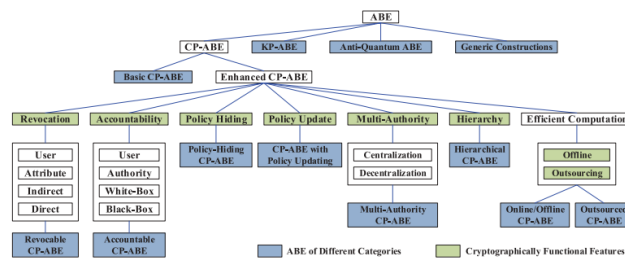 ABE
CP-ABE KP-ABE Anti-Quantum ABE Generic Constructions
Basic CP-ABE Enhanced CP-ABE
Revocation Accountability Policy Hiding Policy Update Multi-Authority Hierarchy Efficient Computation
User User Policy-Hiding CP-ABE with Centralization Hierarchical Offline
CP-ABE Policy Updating CP-ABE
Attribute Authority Decentralization Outsourcing
Indirect White-Box
Direct Black-Box Multi-Authority Online/Offline Outsourced
CP-ABE CP-ABE CP-ABE
Revocable Accountable
CP-ABE CP-ABE
ABE of Different Categories Cryptographically Functional Features